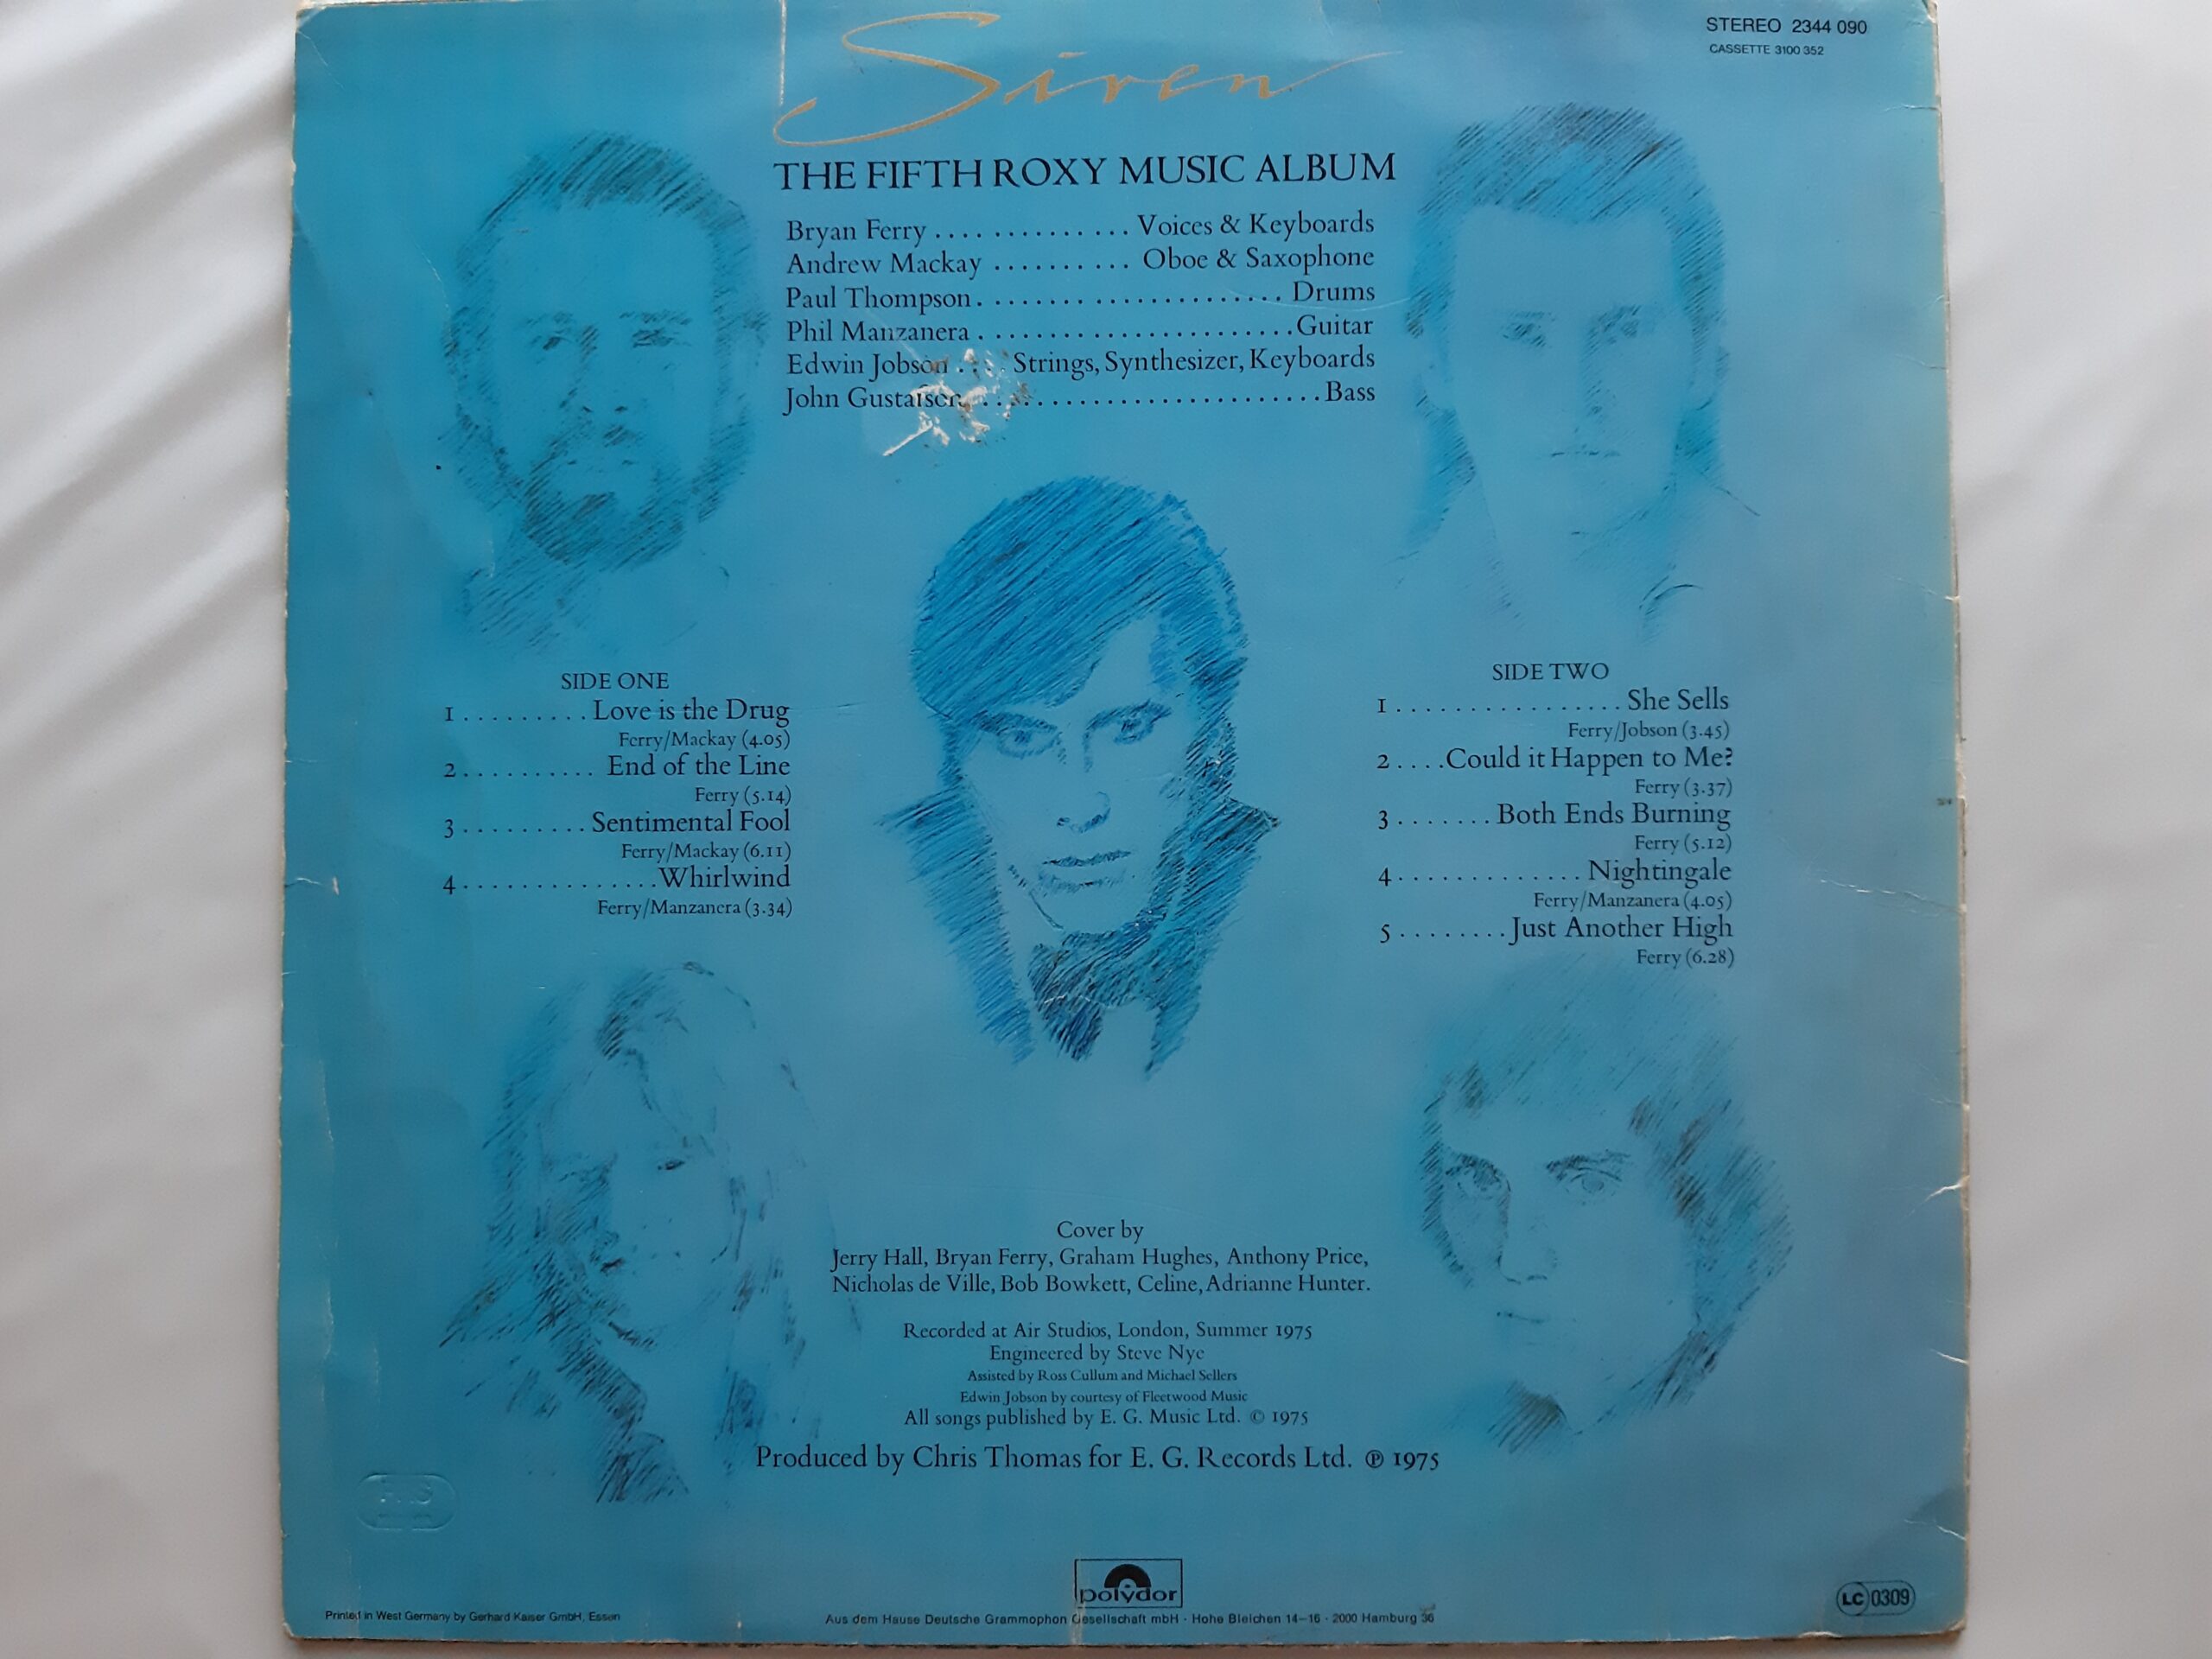 Siren
STEREO 2344 090
CASSETTE 3100 352
THE FIFTH ROXY MUSIC ALBUM
Bryan Ferry .............. Voices & Keyboards
Andrew Mackay .......... Oboe & Saxophone
Paul Thompson...................... Drums
Phil Manzanera .......................Guitar
Edwin Jobson .... Strings, Synthesizer, Keyboards
John Gustafson.........................Bass
SIDE ONE
1.........Love is the Drug
Ferry/Mackay (4.05)
2.......... End of the Line
Ferry (5.14)
3.........Sentimental Fool
Ferry/Mackay (6.11)
4..............Whirlwind
Ferry/Manzanera (3.34)
SIDE TWO
1................She Sells
Ferry/Jobson (3.45)
2....Could it Happen to Me?
Ferry (3.37)
3.......Both Ends Burning
Ferry (5.12)
4.............Nightingale
Ferry/Manzanera (4.05)
5........Just Another High
Ferry (6.28)
Cover by
Jerry Hall, Bryan Ferry, Graham Hughes, Anthony Price,
Nicholas de Ville, Bob Bowkett, Celine, Adrianne Hunter.
Recorded at Air Studios, London, Summer 1975
Engineered by Steve Nye
Assisted by Ross Cullum and Michael Sellers
Edwin Jobson by courtesy of Fleetwood Music
All songs published by E. G. Music Ltd. © 1975
Produced by Chris Thomas for E. G. Records Ltd. ℗ 1975
polydor
LC 0309
Printed in West Germany by Gerhard Kaiser GmbH, Essen
Aus dem Hause Deutsche Grammophon Gesellschaft mbH · Hohe Bleichen 14–16 · 2000 Hamburg 36